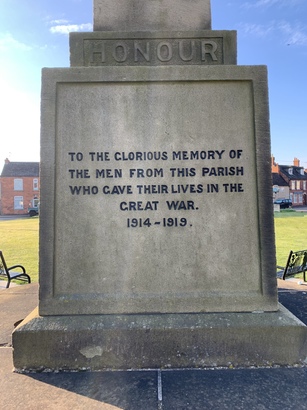 HONOUR
TO THE GLORIOUS MEMORY OF
THE MEN FROM THIS PARISH
WHO GAVE THEIR LIVES IN THE
GREAT WAR.
1914-1919.